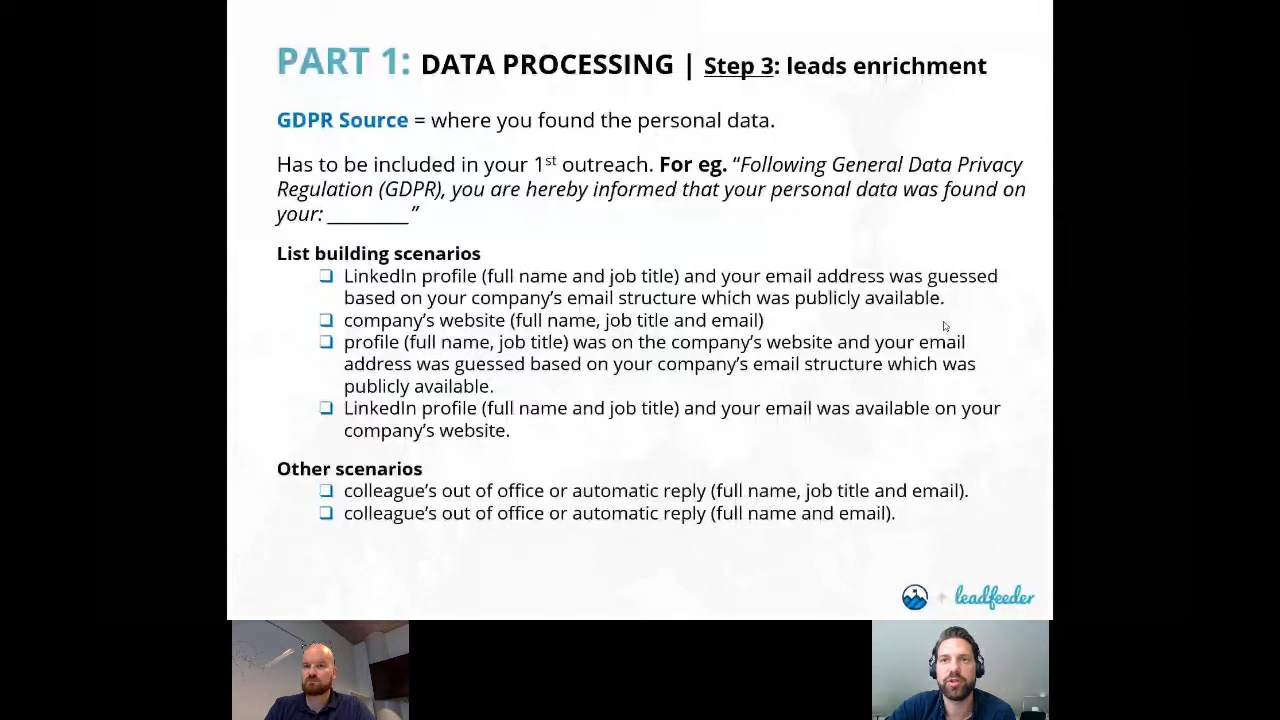 PART 1: DATA PROCESSING | Step 3: leads enrichment
GDPR Source = where you found the personal data.
Has to be included in your 1st outreach. For eg. “Following General Data Privacy
Regulation (GDPR), you are hereby informed that your personal data was found on
your: _________”
List building scenarios
❑ LinkedIn profile (full name and job title) and your email address was guessed
based on your company’s email structure which was publicly available.
❑ company’s website (full name, job title and email)
❑ profile (full name, job title) was on the company’s website and your email
address was guessed based on your company’s email structure which was
publicly available.
❑ LinkedIn profile (full name and job title) and your email was available on your
company’s website.
Other scenarios
❑ colleague’s out of office or automatic reply (full name, job title and email).
❑ colleague’s out of office or automatic reply (full name and email).
+ leadfeeder